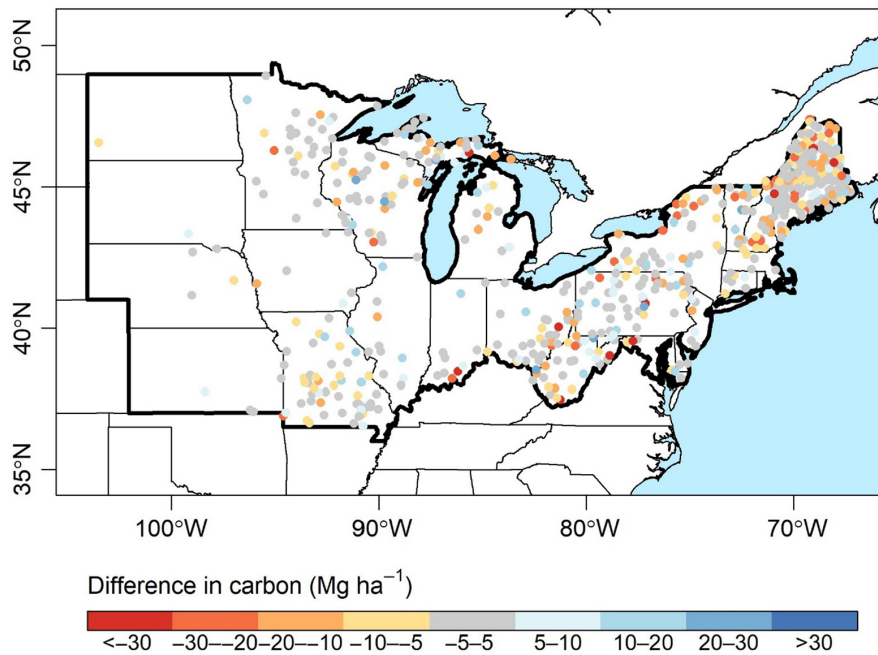 50°N
45°N
40°N
35°N
100°W 90°W 80°W 70°W
Difference in carbon (Mg ha⁻¹)
<–30 –30––20 –20––10 –10––5 –5–5 5–10 10–20 20–30 >30